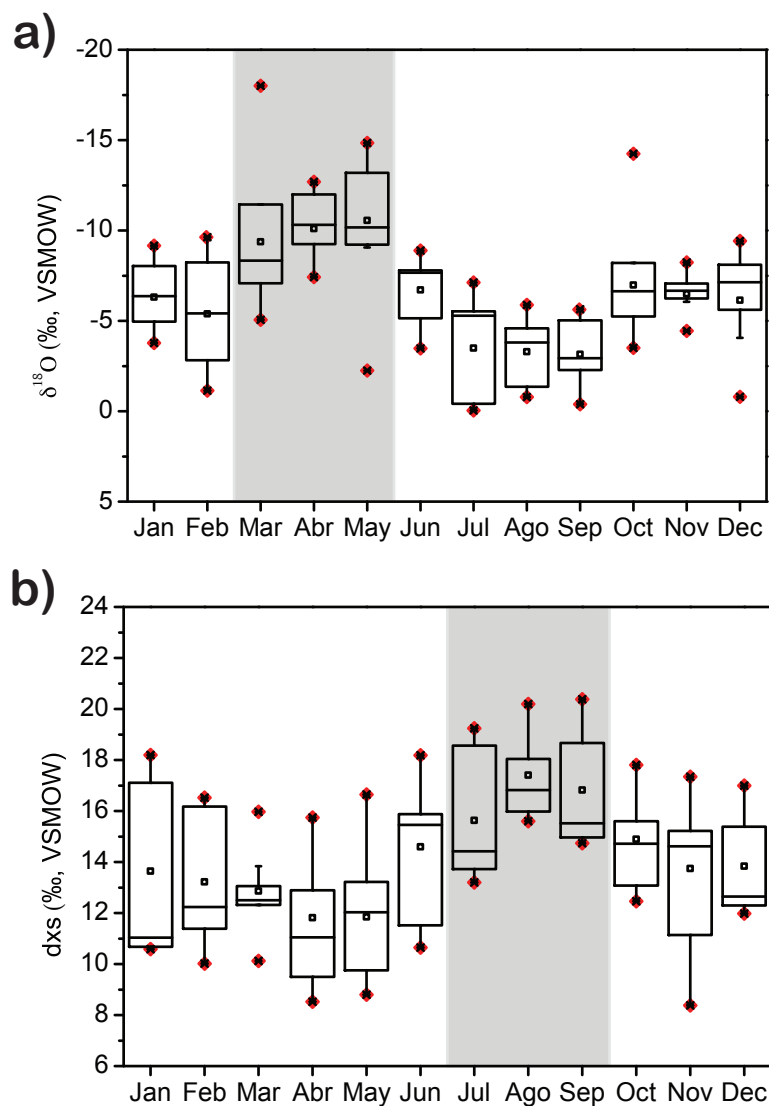 a)
-20
-15
-10
-5
0
5
δ¹⁸O (‰, VSMOW)
Jan Feb Mar Abr May Jun Jul Ago Sep Oct Nov Dec
b)
24
22
20
18
16
14
12
10
8
6
dxs (‰, VSMOW)
Jan Feb Mar Abr May Jun Jul Ago Sep Oct Nov Dec